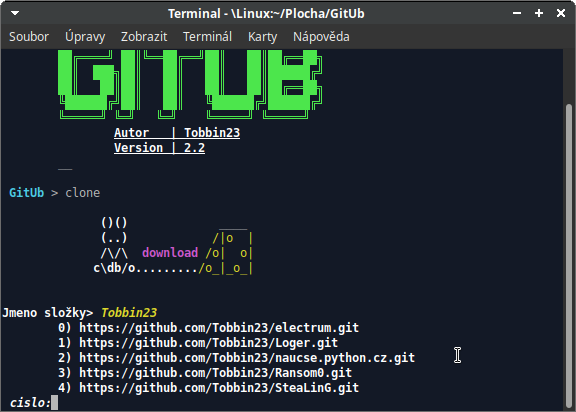 Terminal - \Linux:~/Plocha/GitUb
Soubor Úpravy Zobrazit Terminál Karty Nápověda
GITUB
Autor | Tobbin23
Version | 2.2
GitUb > clone
()() ____
(..) /|o |
/\/\ download /o| o|
c\db/o........./o_|_o_|
Jmeno složky> Tobbin23
0) https://github.com/Tobbin23/electrum.git
1) https://github.com/Tobbin23/Loger.git
2) https://github.com/Tobbin23/naucse.python.cz.git
3) https://github.com/Tobbin23/Ransom0.git
4) https://github.com/Tobbin23/SteaLinG.git
cislo: